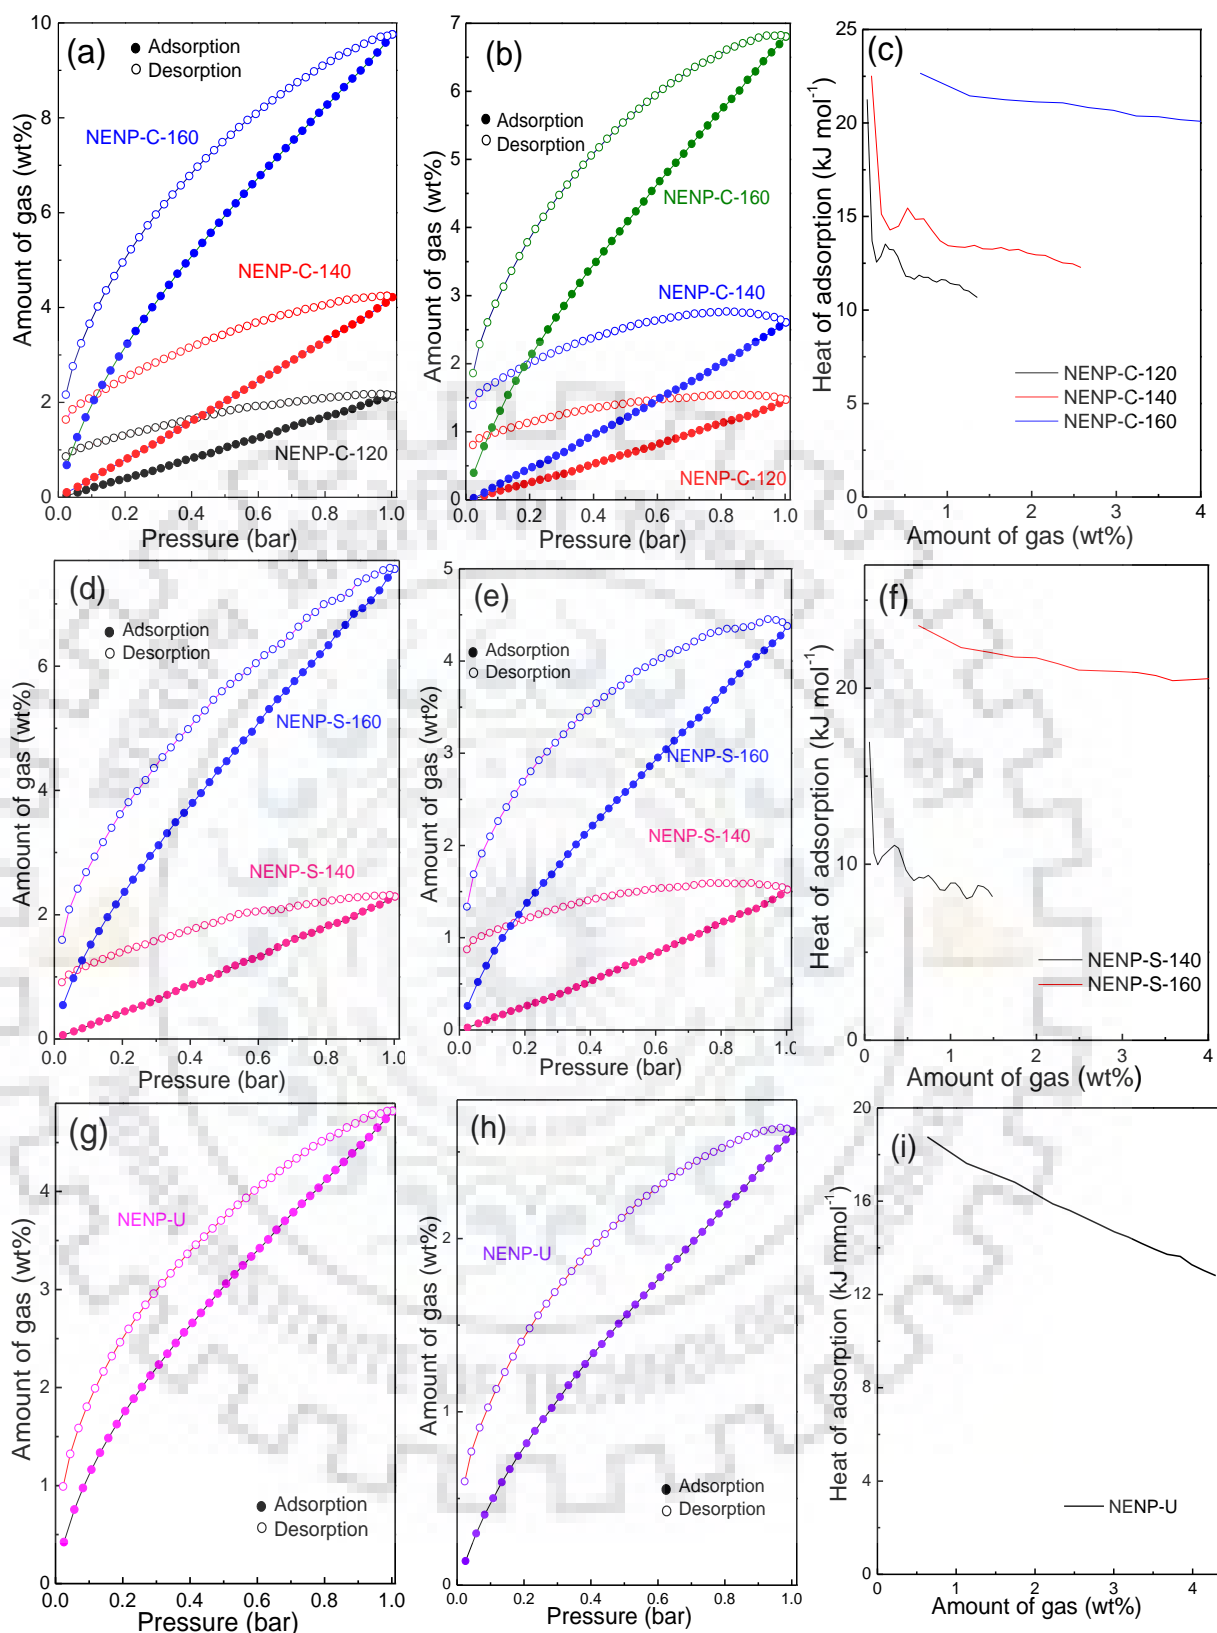 (a)
Adsorption
Desorption
NENP-C-160
NENP-C-140
NENP-C-120
Amount of gas (wt%)
10
8
6
4
2
0
0.0 0.2 0.4 0.6 0.8 1.0
Pressure (bar)
(b)
Adsorption
Desorption
NENP-C-160
NENP-C-140
NENP-C-120
Amount of gas (wt%)
7
6
5
4
3
2
1
0
0.0 0.2 0.4 0.6 0.8 1.0
Pressure (bar)
(c)
Heat of adsorption (kJ mol⁻¹)
25
20
15
10
5
0
NENP-C-120
NENP-C-140
NENP-C-160
0 1 2 3 4
Amount of gas (wt%)
(d)
Adsorption
Desorption
NENP-S-160
NENP-S-140
Amount of gas (wt%)
6
4
2
0
0.0 0.2 0.4 0.6 0.8 1.0
Pressure (bar)
(e)
Adsorption
Desorption
NENP-S-160
NENP-S-140
Amount of gas (wt%)
5
4
3
2
1
0
0.0 0.2 0.4 0.6 0.8 1.0
Pressure (bar)
(f)
Heat of adsorption (kJ mol⁻¹)
20
10
0
NENP-S-140
NENP-S-160
0 1 2 3 4
Amount of gas (wt%)
(g)
NENP-U
Adsorption
Desorption
Amount of gas (wt%)
4
3
2
1
0
0.0 0.2 0.4 0.6 0.8 1.0
Pressure (bar)
(h)
NENP-U
Adsorption
Desorption
Amount of gas (wt%)
2
1
0
0.0 0.2 0.4 0.6 0.8 1.0
Pressure (bar)
(i)
Heat of adsorption (kJ mmol⁻¹)
20
16
12
8
4
0
NENP-U
0 1 2 3 4
Amount of gas (wt%)